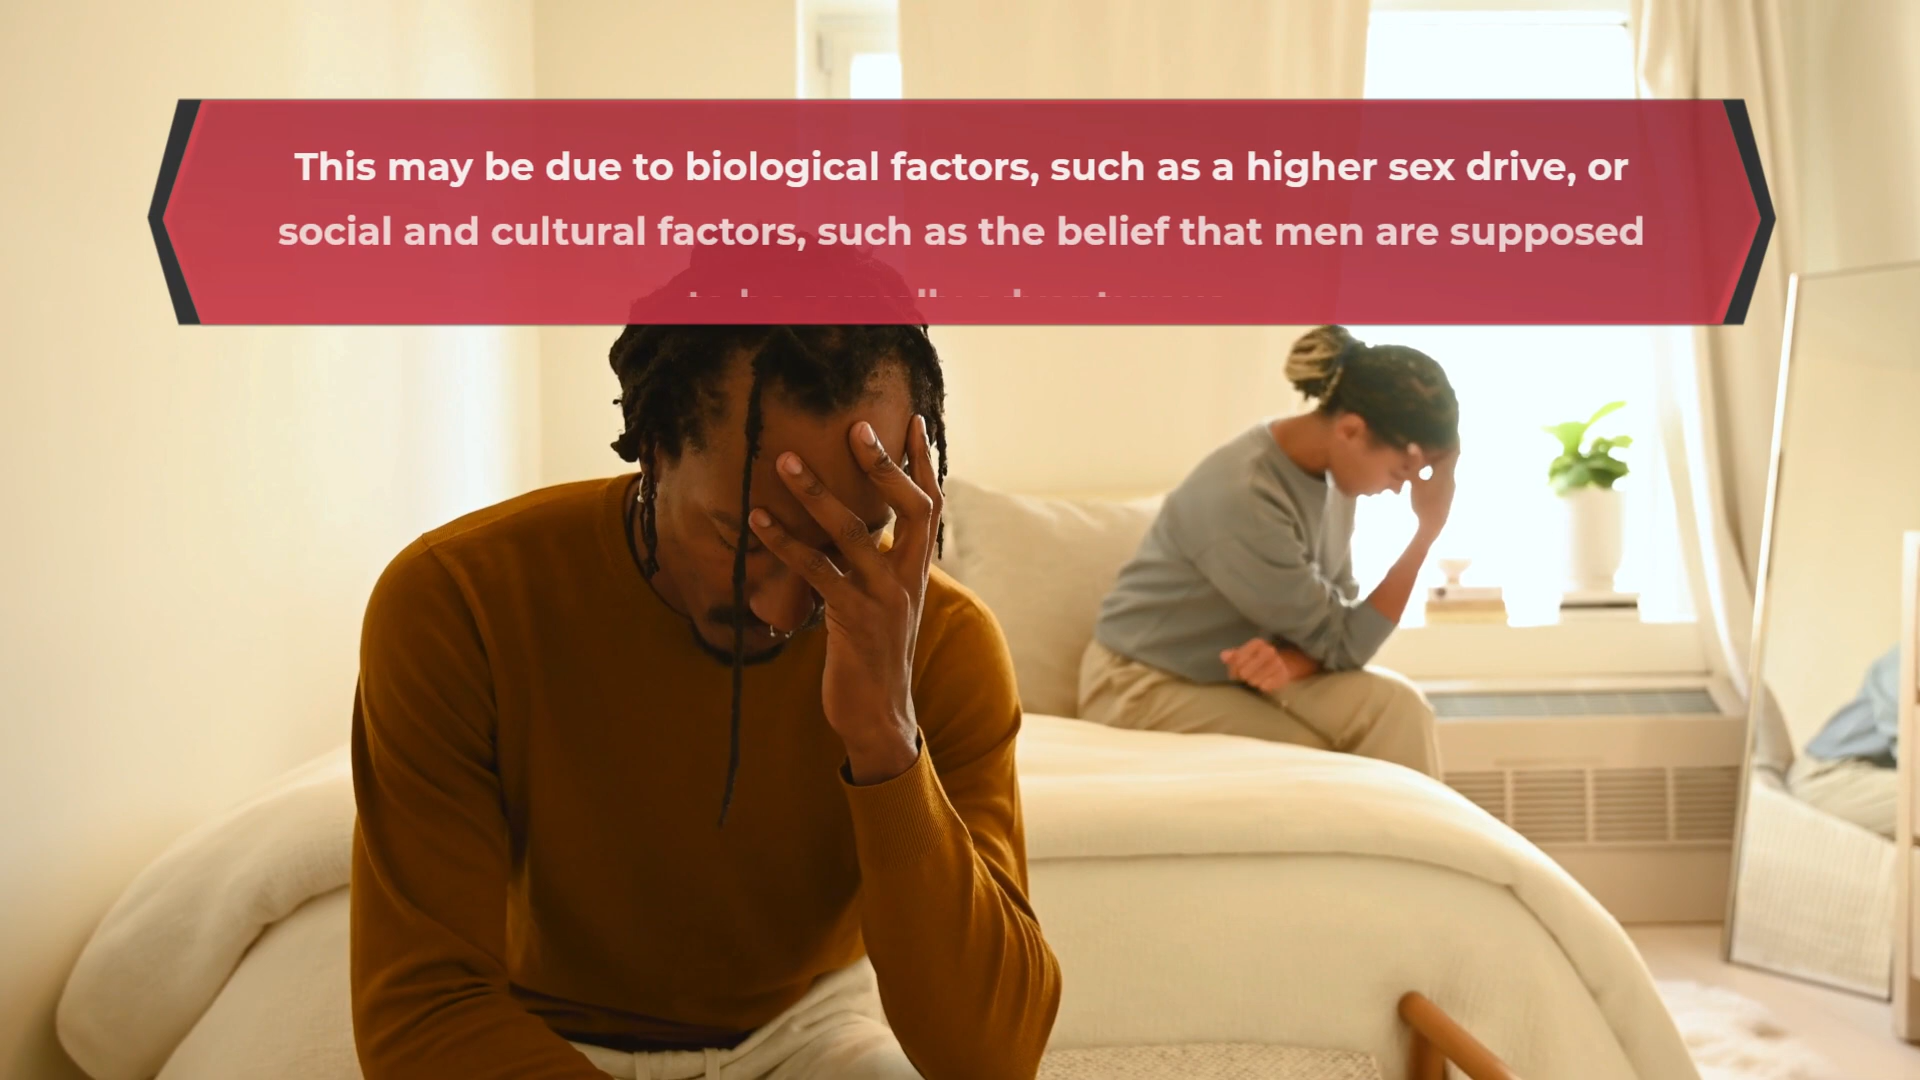 This may be due to biological factors, such as a higher sex drive, or
social and cultural factors, such as the belief that men are supposed